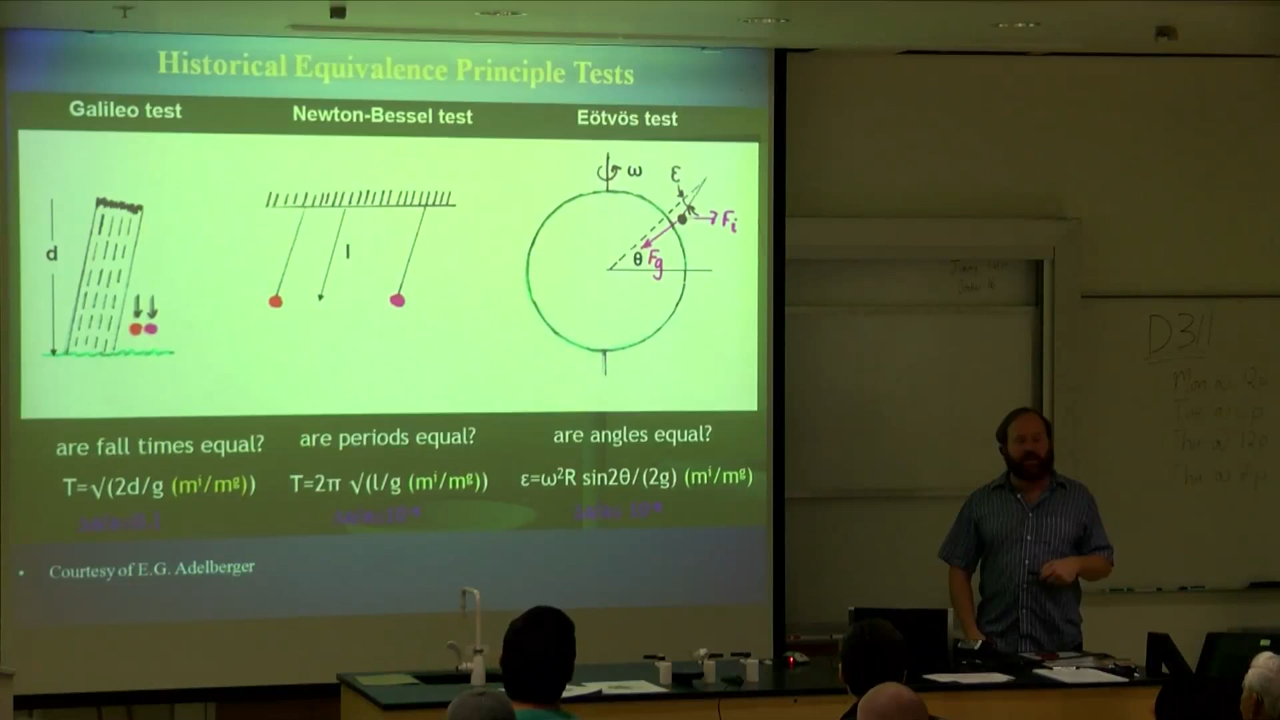 Historical Equivalence Principle Tests
Galileo test
Newton-Bessel test
Eötvös test
d
l
ω
ε
Fi
θ
Fg
are fall times equal?
are periods equal?
are angles equal?
T=√(2d/g (mⁱ/mᵍ))
T=2π √(l/g (mⁱ/mᵍ))
ε=ω²R sin2θ/(2g) (mⁱ/mᵍ)
• Courtesy of E.G. Adelberger
D311